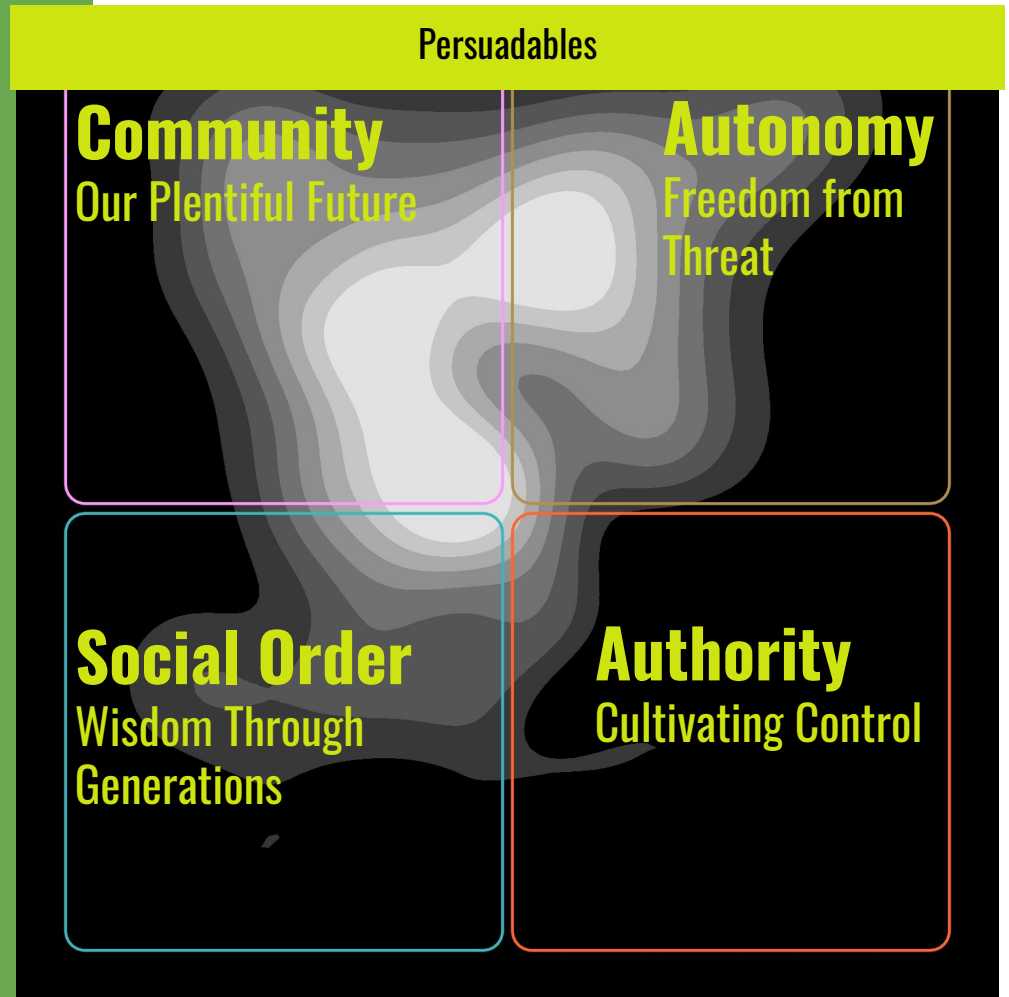 Persuadables
Community
Our Plentiful Future
Autonomy
Freedom from
Threat
Social Order
Wisdom Through
Generations
Authority
Cultivating Control